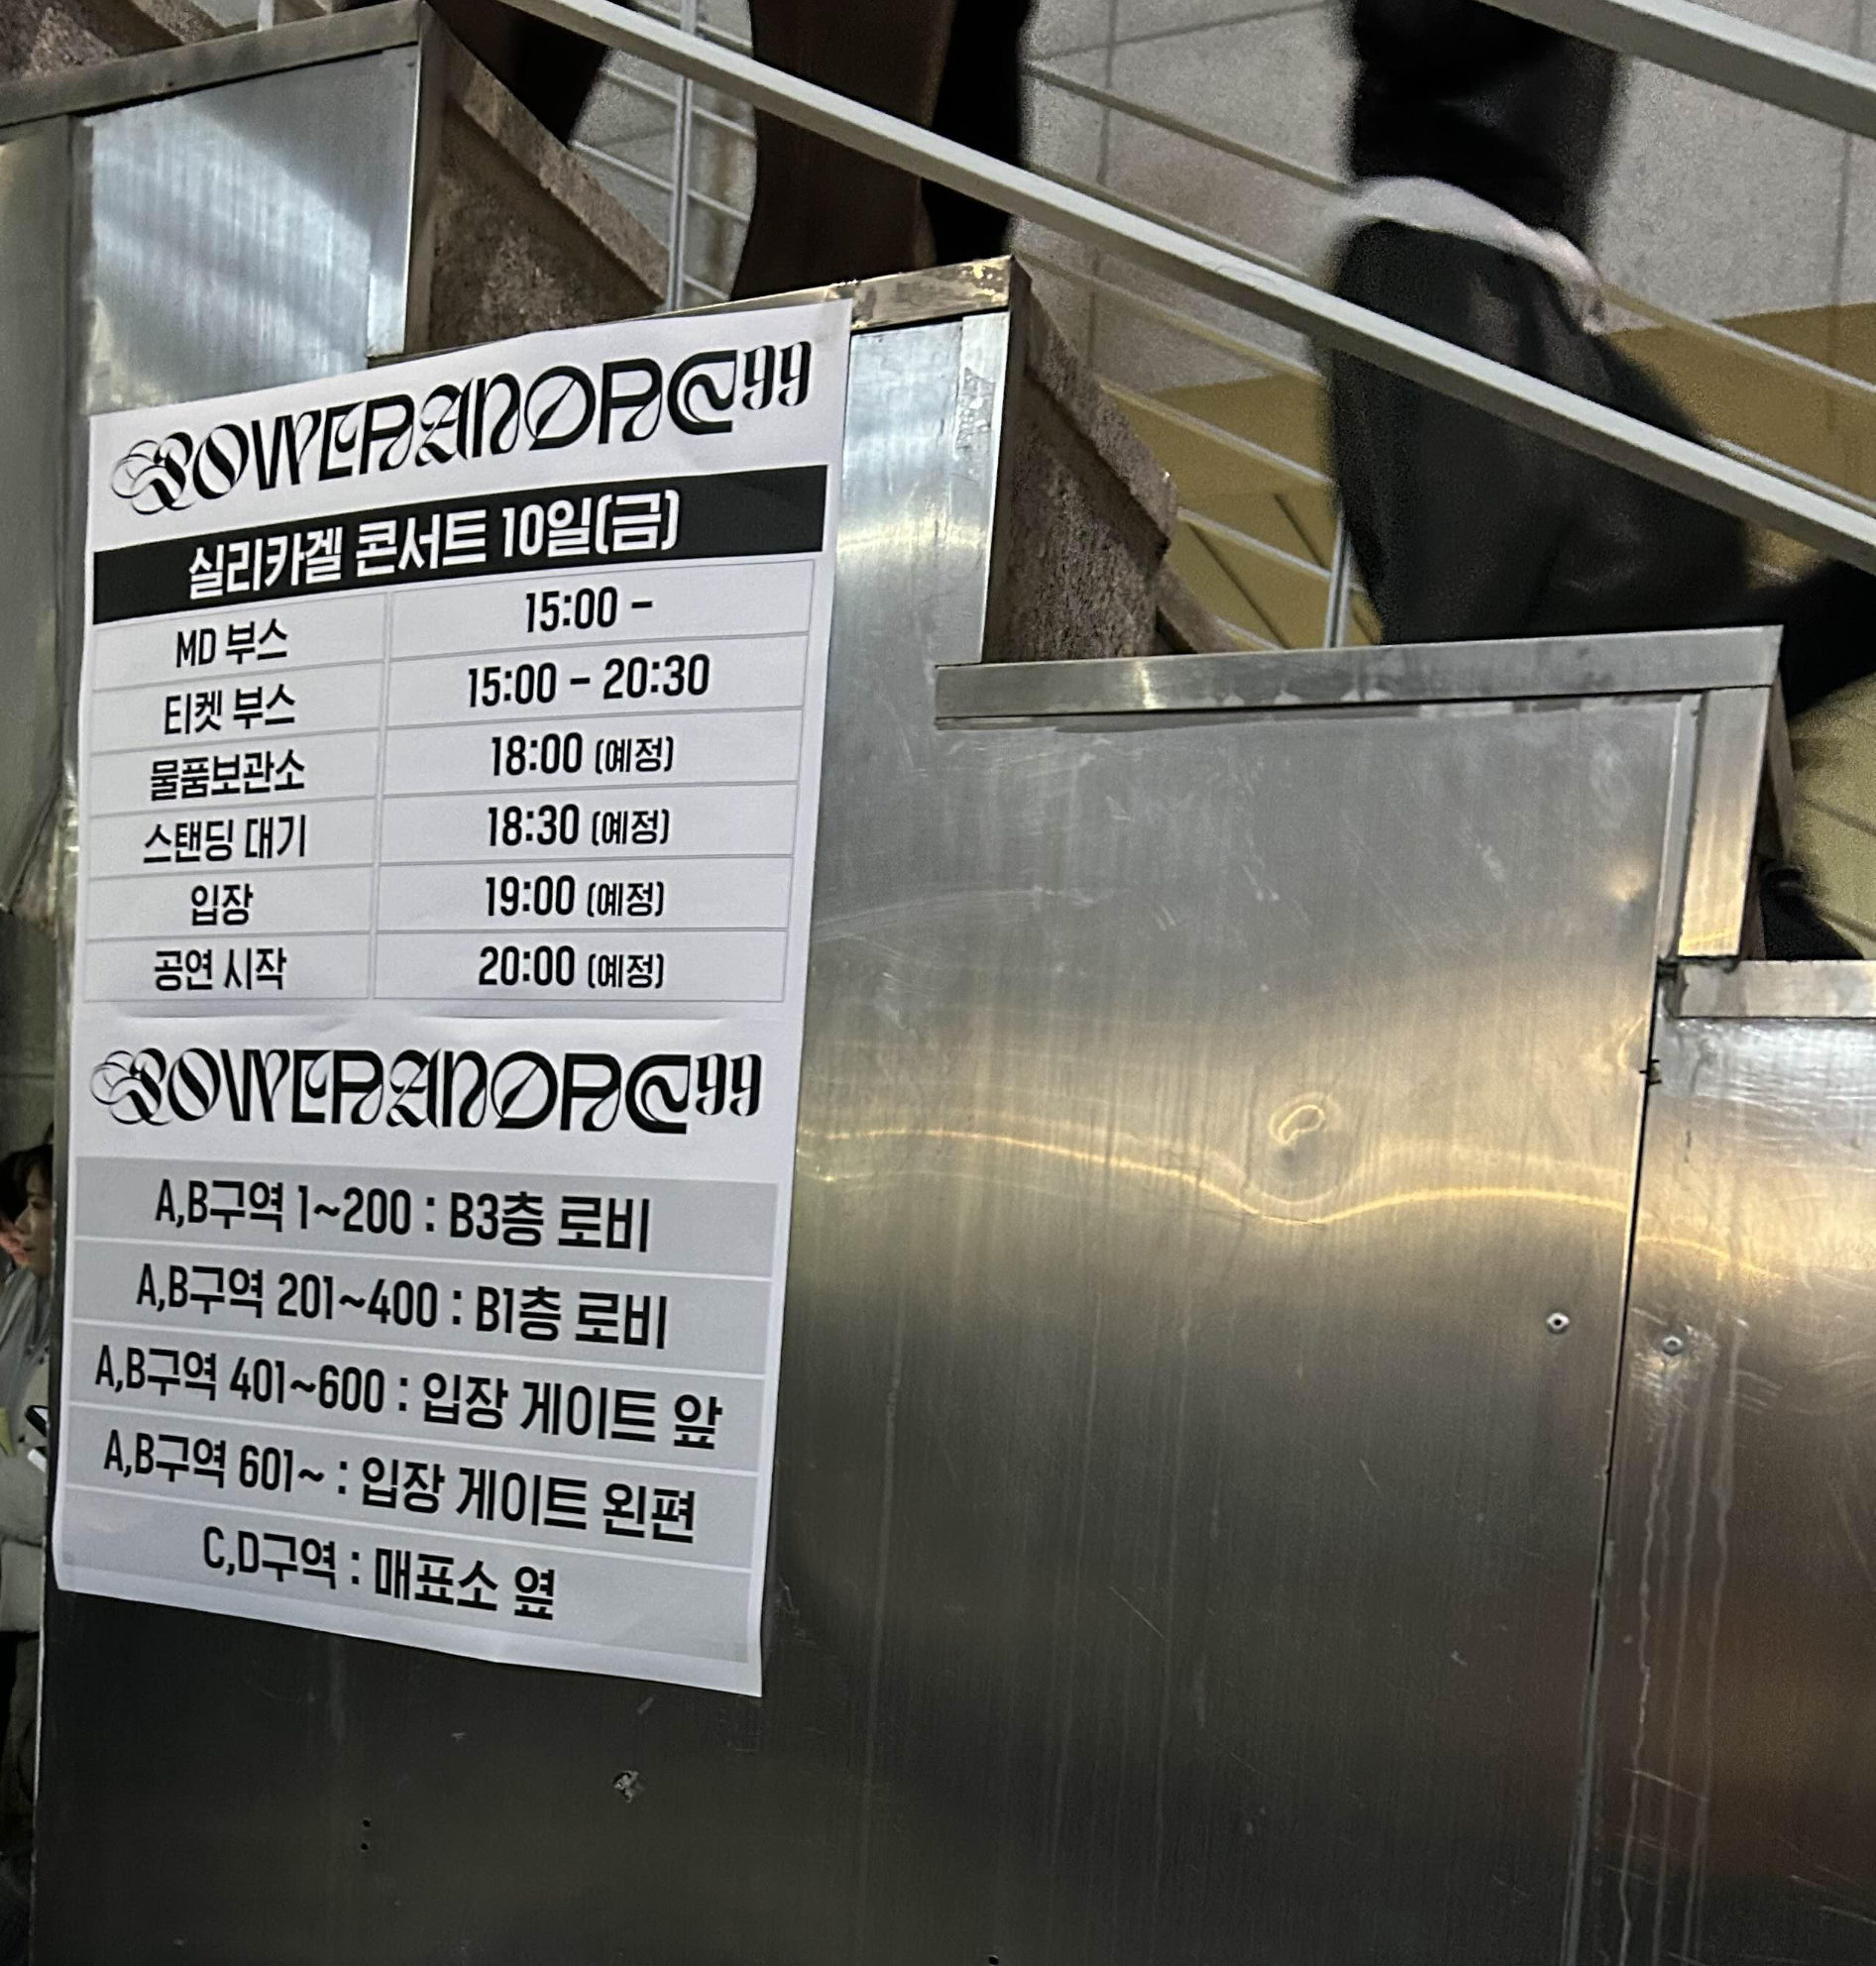 POWERANDRE99
실리카겔 콘서트 10일(금)
MD 부스 15:00 –
티켓 부스 15:00 – 20:30
물품보관소 18:00 (예정)
스탠딩 대기 18:30 (예정)
입장 19:00 (예정)
공연 시작 20:00 (예정)
POWERANDRE99
A,B구역 1~200 : B3층 로비
A,B구역 201~400 : B1층 로비
A,B구역 401~600 : 입장 게이트 앞
A,B구역 601~ : 입장 게이트 왼편
C,D구역 : 매표소 옆